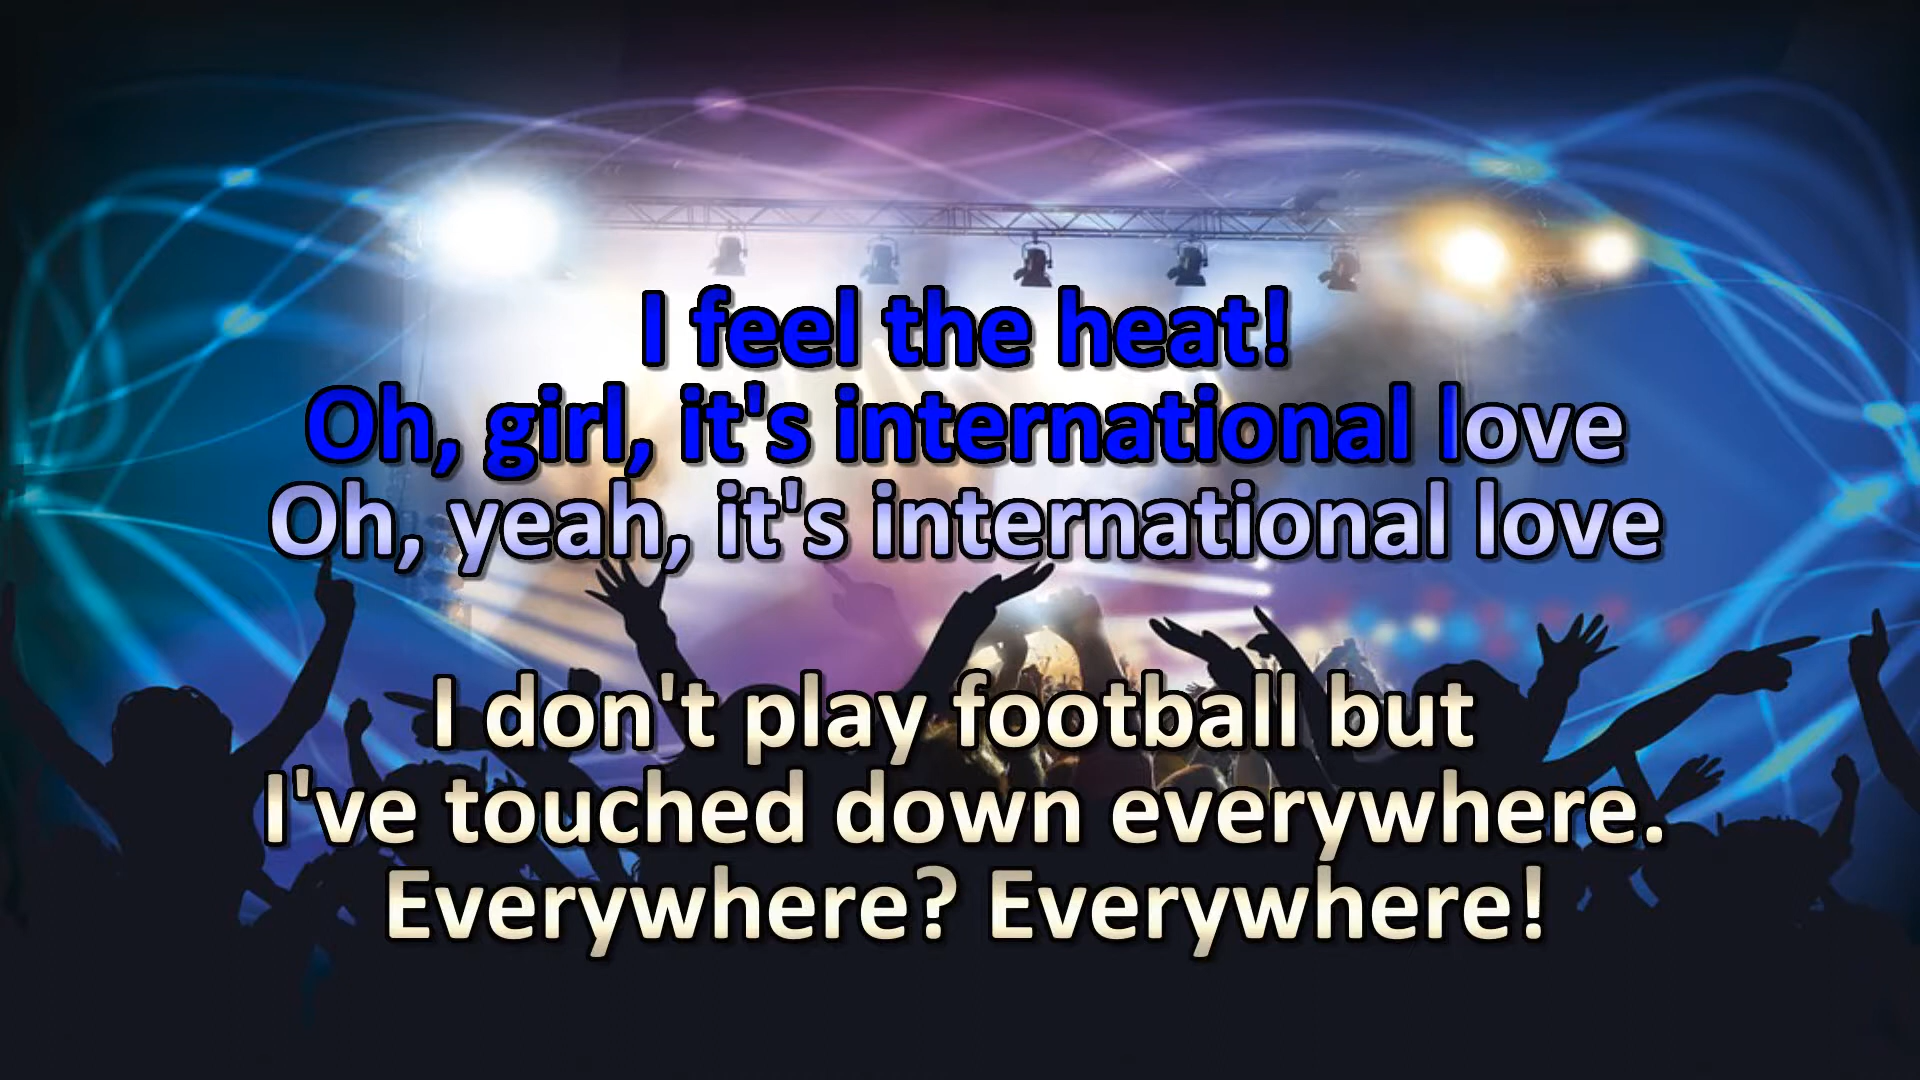 I feel the heat!
Oh, girl, it's international love
Oh, yeah, it's international love
I don't play football but
I've touched down everywhere.
Everywhere? Everywhere!